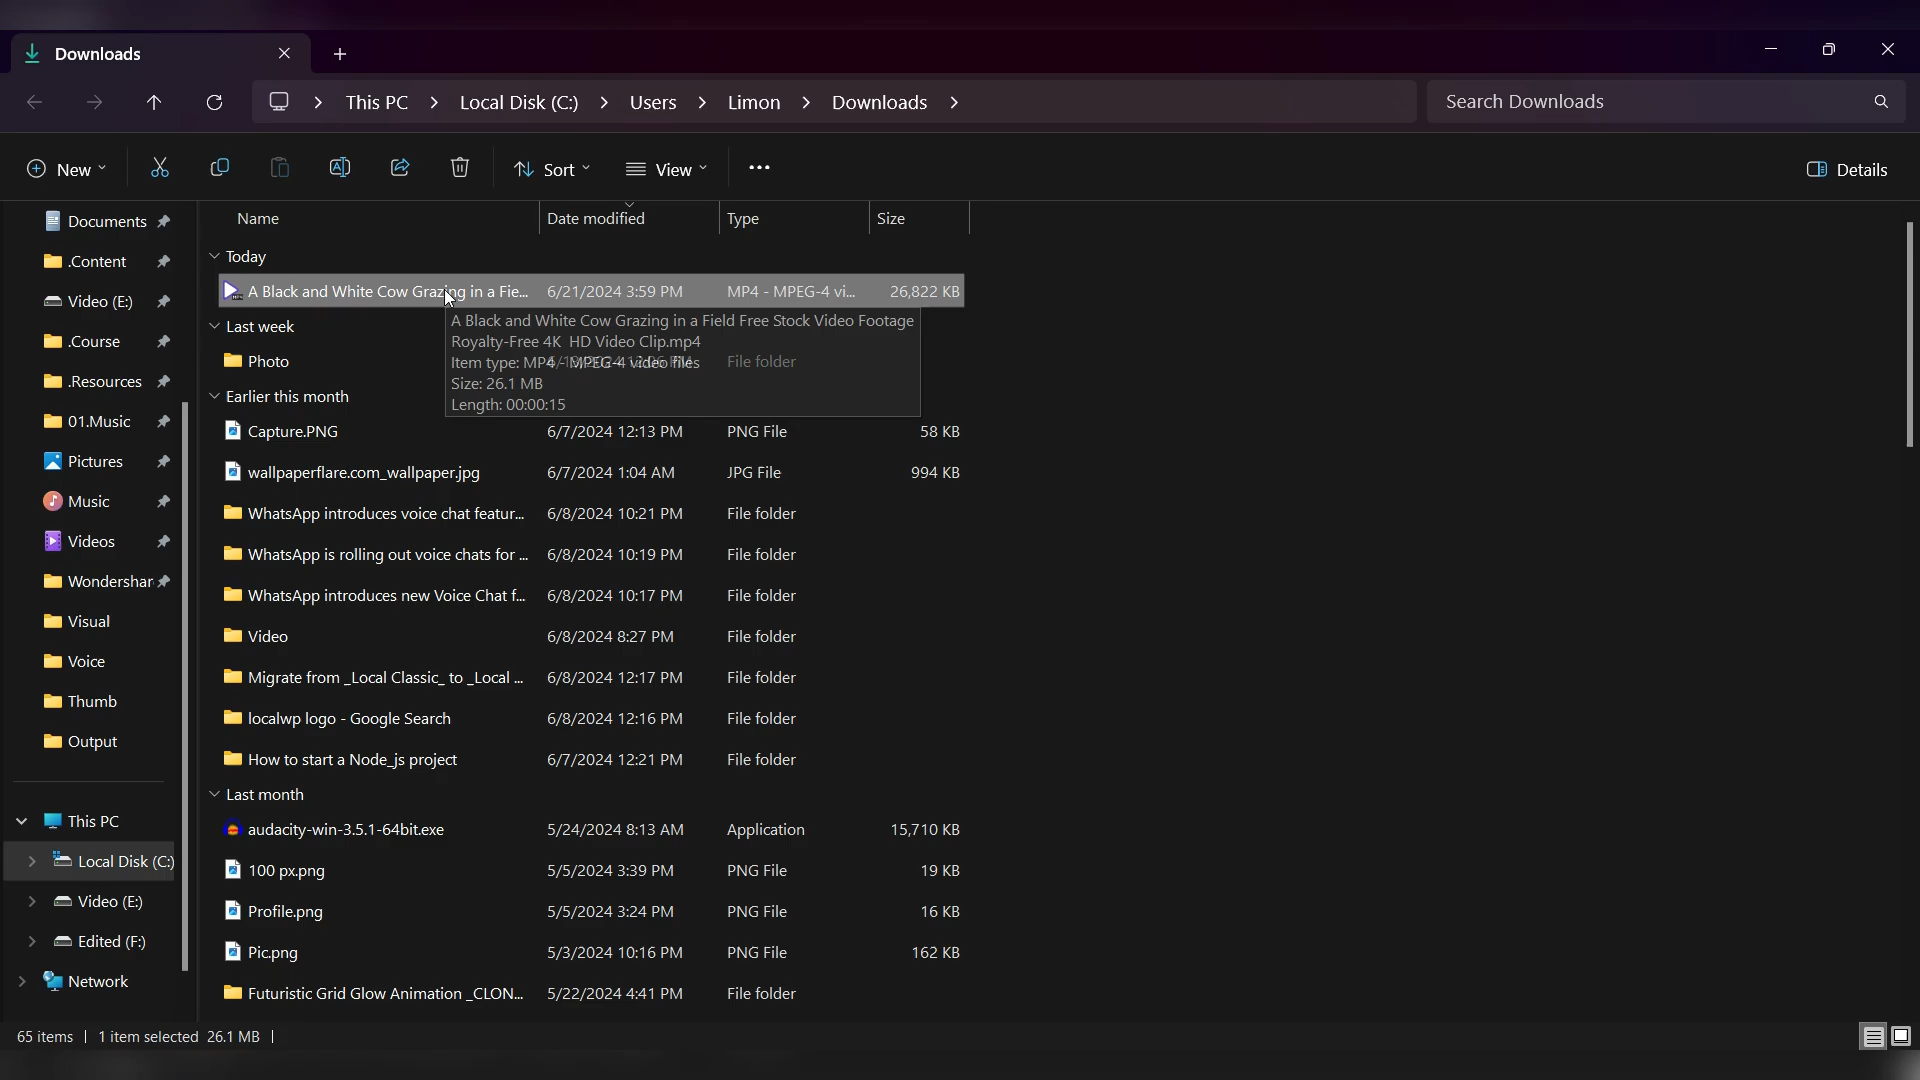 Downloads
This PC > Local Disk (C:) > Users > Limon > Downloads >
Search Downloads
New
Sort
View
Details
Name Date modified Type Size
Today
A Black and White Cow Grazing in a Fie... 6/21/2024 3:59 PM MP4 - MPEG-4 vi... 26,822 KB
A Black and White Cow Grazing in a Field Free Stock Video Footage
Royalty-Free 4K HD Video Clip.mp4
Item type: MP4 - MPEG-4 video files
Size: 26.1 MB
Length: 00:00:15
Last week
Photo File folder
Earlier this month
Capture.PNG 6/7/2024 12:13 PM PNG File 58 KB
wallpaperflare.com_wallpaper.jpg 6/7/2024 1:04 AM JPG File 994 KB
WhatsApp introduces voice chat featur... 6/8/2024 10:21 PM File folder
WhatsApp is rolling out voice chats for ... 6/8/2024 10:19 PM File folder
WhatsApp introduces new Voice Chat f... 6/8/2024 10:17 PM File folder
Video 6/8/2024 8:27 PM File folder
Migrate from _Local Classic_ to _Local ... 6/8/2024 12:17 PM File folder
localwp logo - Google Search 6/8/2024 12:16 PM File folder
How to start a Node_js project 6/7/2024 12:21 PM File folder
Last month
audacity-win-3.5.1-64bit.exe 5/24/2024 8:13 AM Application 15,710 KB
100 px.png 5/5/2024 3:39 PM PNG File 19 KB
Profile.png 5/5/2024 3:24 PM PNG File 16 KB
Pic.png 5/3/2024 10:16 PM PNG File 162 KB
Futuristic Grid Glow Animation _CLON... 5/22/2024 4:41 PM File folder
Documents
.Content
Video (E:)
.Course
.Resources
01.Music
Pictures
Music
Videos
Wondershar
Visual
Voice
Thumb
Output
This PC
Local Disk (C:)
Video (E:)
Edited (F:)
Network
65 items | 1 item selected 26.1 MB |